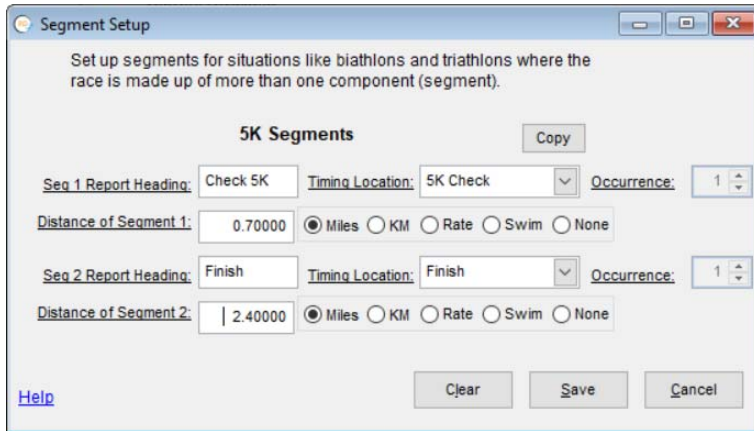 Segment Setup
Set up segments for situations like biathlons and triathlons where the
race is made up of more than one component (segment).
5K Segments
Copy
Seg 1 Report Heading: Check 5K Timing Location: 5K Check Occurrence: 1
Distance of Segment 1: 0.70000 Miles KM Rate Swim None
Seg 2 Report Heading: Finish Timing Location: Finish Occurrence: 1
Distance of Segment 2: 2.40000 Miles KM Rate Swim None
Help
Clear Save Cancel